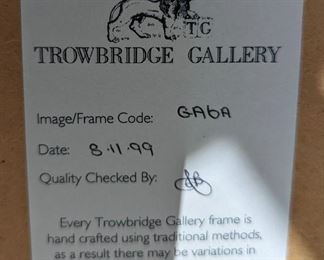 T G
TROWBRIDGE GALLERY
Image/Frame Code: GA6A
Date: 8.11.99
Quality Checked By:
Every Trowbridge Gallery frame is
hand crafted using traditional methods,
as a result there may be variations in